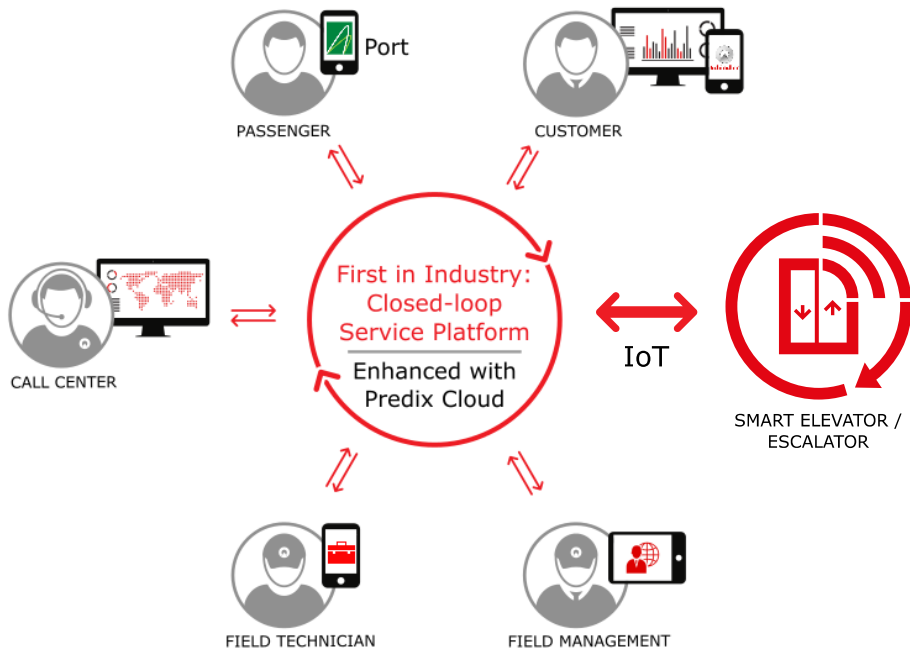 Port
PASSENGER
CUSTOMER
First in Industry:
Closed-loop
Service Platform
Enhanced with
Predix Cloud
IoT
CALL CENTER
SMART ELEVATOR /
ESCALATOR
FIELD TECHNICIAN
FIELD MANAGEMENT